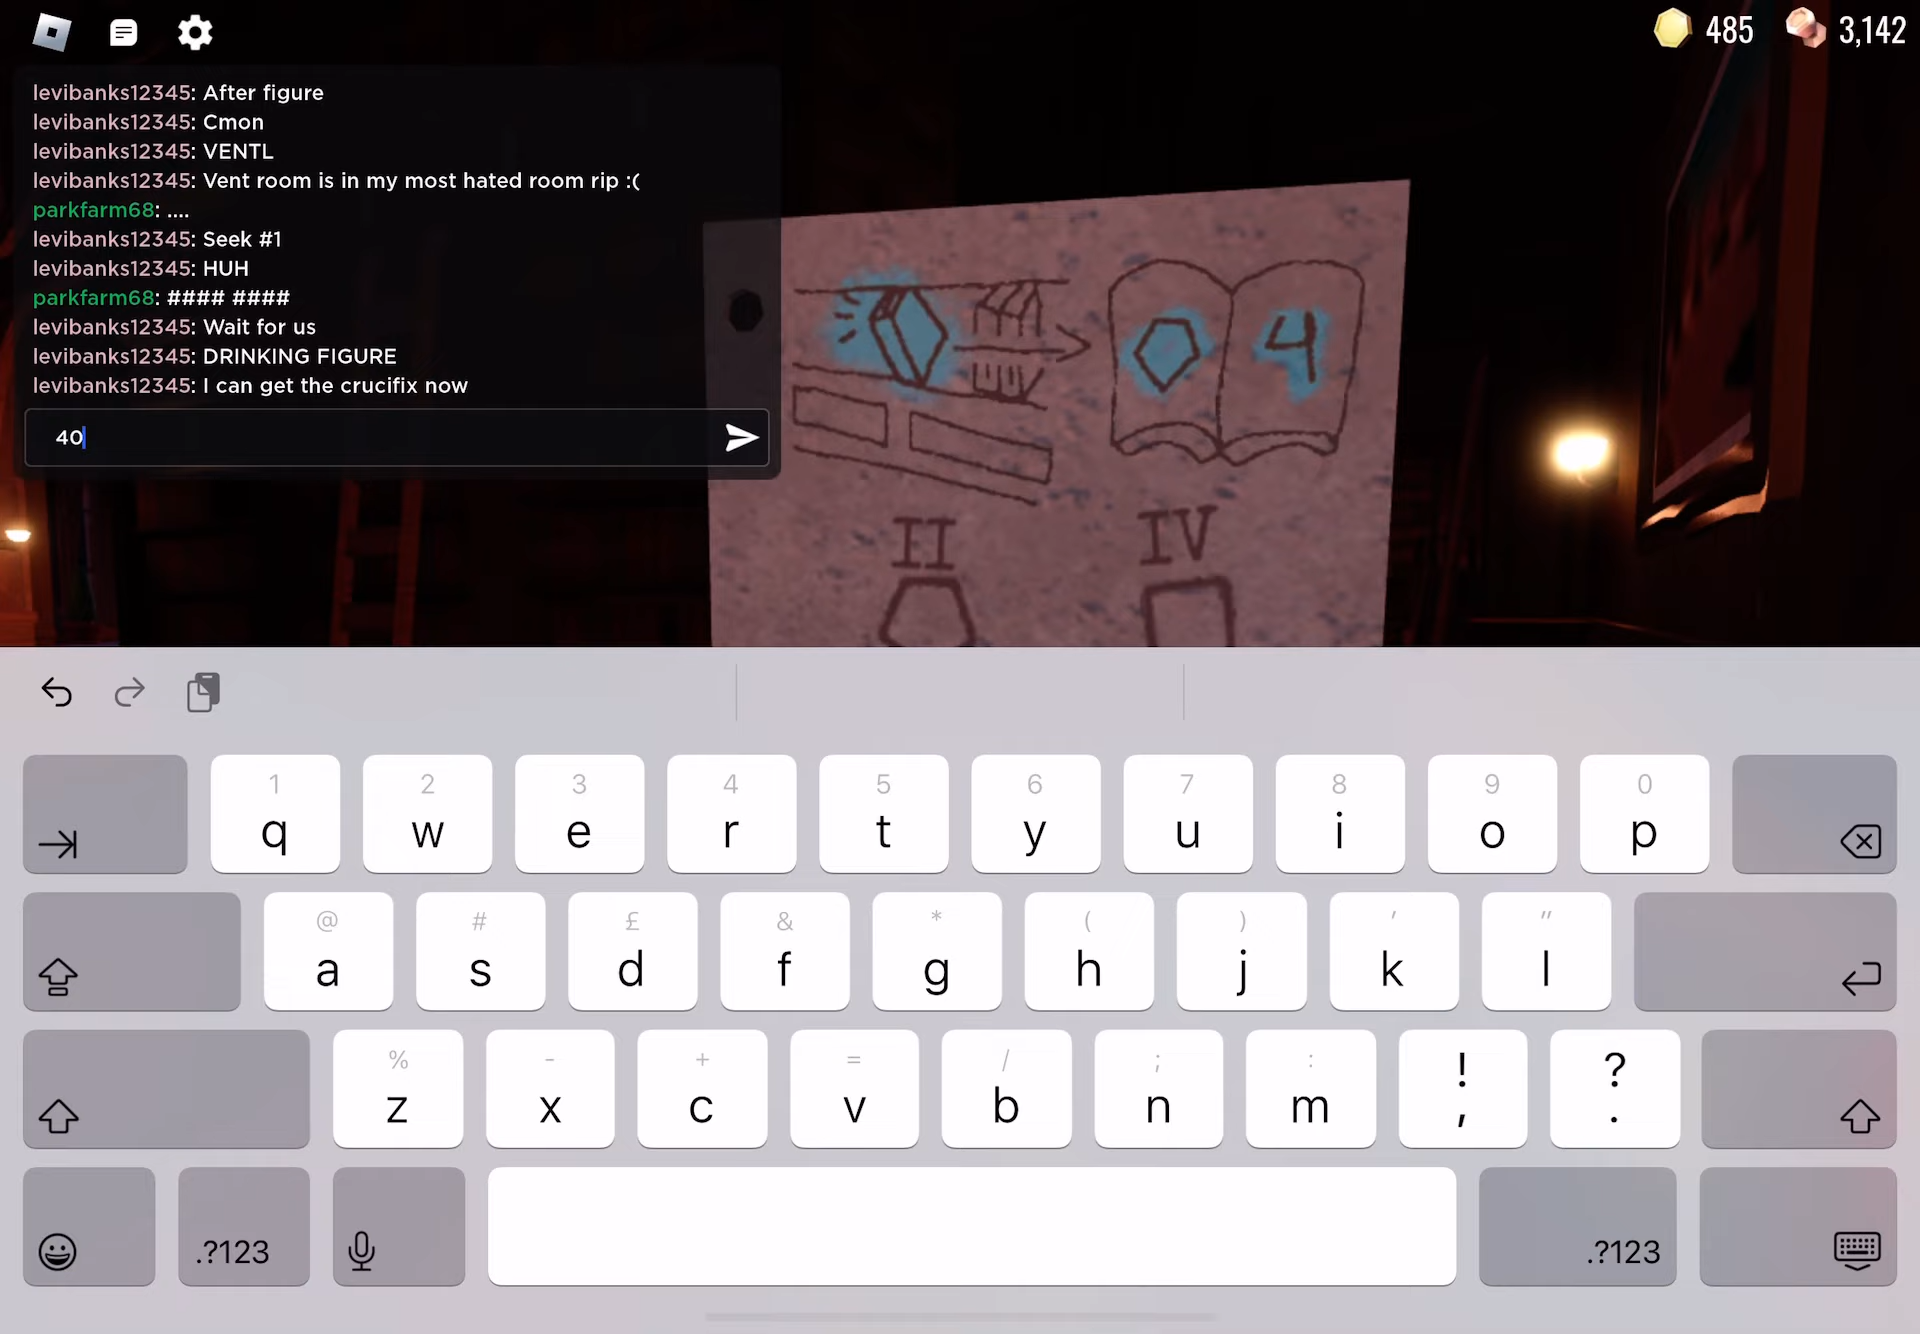 485
3,142
levibanks12345: After figure
levibanks12345: Cmon
levibanks12345: VENTL
levibanks12345: Vent room is in my most hated room rip :(
parkfarm68: ....
levibanks12345: Seek #1
levibanks12345: HUH
parkfarm68: #### ####
levibanks12345: Wait for us
levibanks12345: DRINKING FIGURE
levibanks12345: I can get the crucifix now
40
4
II IV
1 2 3 4 5 6 7 8 9 0
q w e r t y u i o p
@ # £ & * ( ) ' "
a s d f g h j k l
% - + = / ; : ! ?
z x c v b n m , .
.?123 .?123